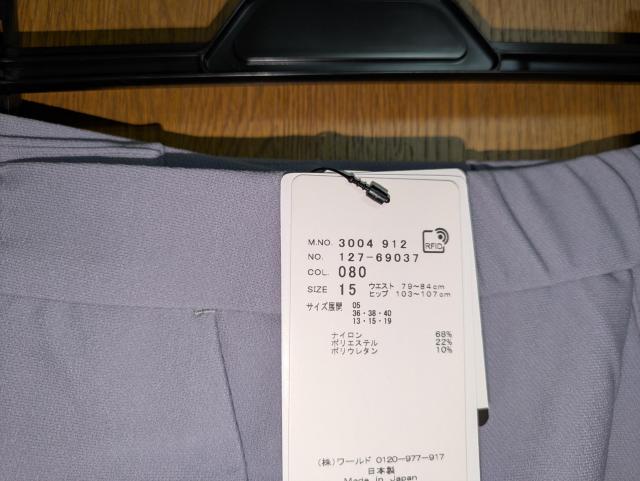 M.NO. 3004 912
RFID
NO. 127-69037
COL. 080
SIZE 15 ウエスト 79～84cm
ヒップ 103～107cm
サイズ展開 05
36・38・40
13・15・19
ナイロン 68%
ポリエステル 22%
ポリウレタン 10%
(株)ワールド 0120-977-917
日本製
Made in Japan